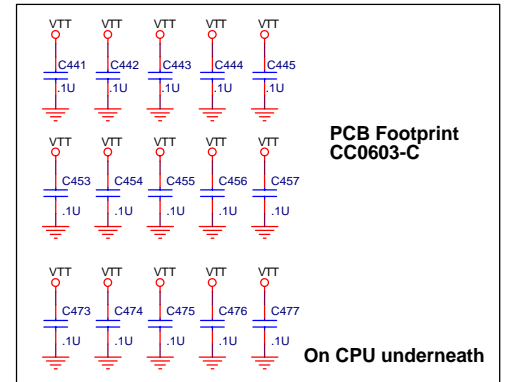 VTT VTT VTT VTT VTT
C441 C442 C443 C444 C445
.1U .1U .1U .1U .1U
PCB Footprint
CC0603-C
VTT VTT VTT VTT VTT
C453 C454 C455 C456 C457
.1U .1U .1U .1U .1U
VTT VTT VTT VTT VTT
C473 C474 C475 C476 C477
.1U .1U .1U .1U .1U
On CPU underneath